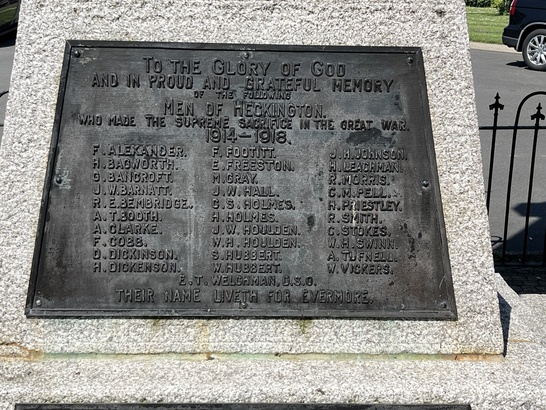 TO THE GLORY OF GOD
AND IN PROUD AND GRATEFUL MEMORY
OF THE FOLLOWING
MEN OF HECKINGTON.
WHO MADE THE SUPREME SACRIFICE IN THE GREAT WAR.
1914-1918.
F. ALEXANDER. F. FOOTITT. J. H. JOHNSON.
H. BAGWORTH. E. FREESTON. H. LEACHMAN.
G. BANCROFT. M. GRAY. R. MORRIS.
J. W. BARNATT. J. W. HALL. C. M. PELL.
R. E. BEMBRIDGE. C. S. HOLMES. H. PRIESTLEY.
A. T. BOOTH. H. HOLMES. R. SMITH.
A. CLARKE. J. W. HOULDEN. C. STOKES.
F. COBB. W. H. HOULDEN. W. H. SWINN.
D. DICKINSON. S. HUBBERT. A. TUFNELL.
H. DICKENSON. W. HUBBERT. W. VICKERS.
E. T. WELCHMAN, D.S.O.
THEIR NAME LIVETH FOR EVERMORE.